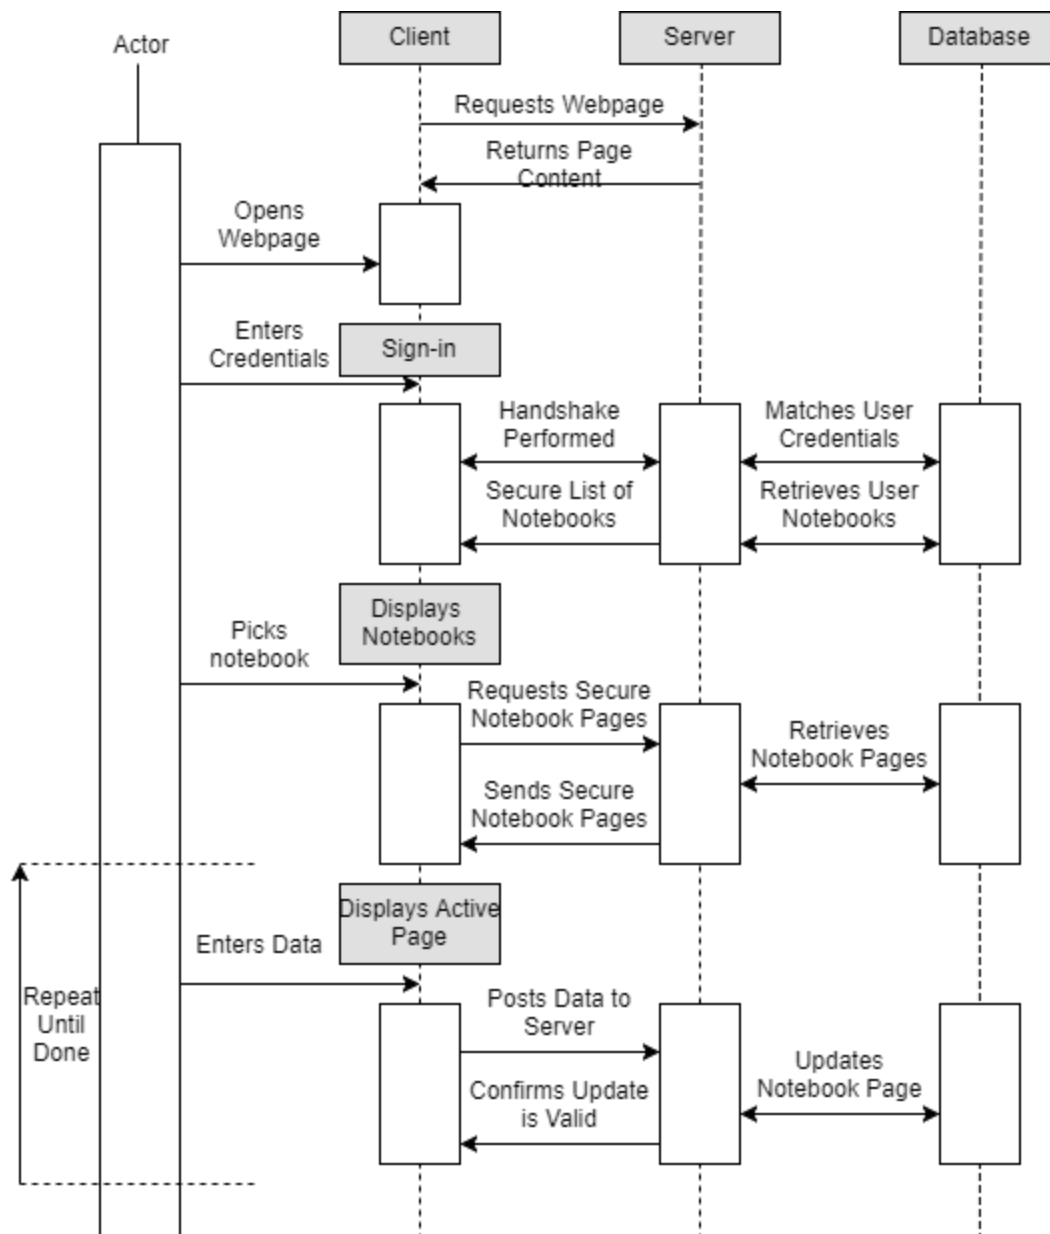 Actor
Client
Server
Database
Requests Webpage
Returns Page
Content
Opens
Webpage
Enters
Credentials
Sign-in
Handshake
Performed
Matches User
Credentials
Secure List of
Notebooks
Retrieves User
Notebooks
Displays
Notebooks
Picks
notebook
Requests Secure
Notebook Pages
Retrieves
Notebook Pages
Sends Secure
Notebook Pages
Displays Active
Page
Enters Data
Repeat
Until
Done
Posts Data to
Server
Updates
Notebook Page
Confirms Update
is Valid